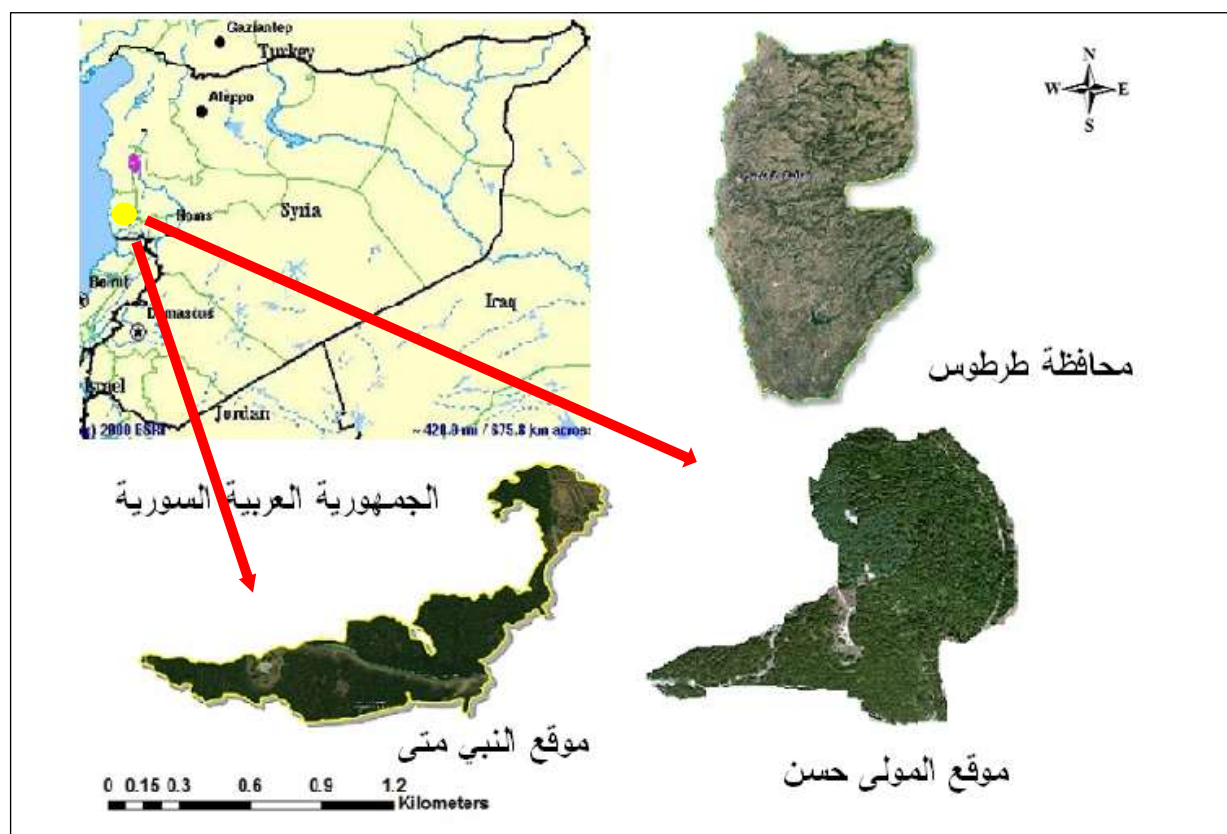 Gaziantep
Turkey
Aleppo
Homs
Syria
Beirut
Damascus
Iraq
Israel
Jordan
2000 ESRI
~ 420.0 mi / 675.8 km across
N
W E
S
محافظة طرطوس
الجمهورية العربية السورية
موقع النبي متى
موقع المولى حسن
0 0.15 0.3 0.6 0.9 1.2
Kilometers